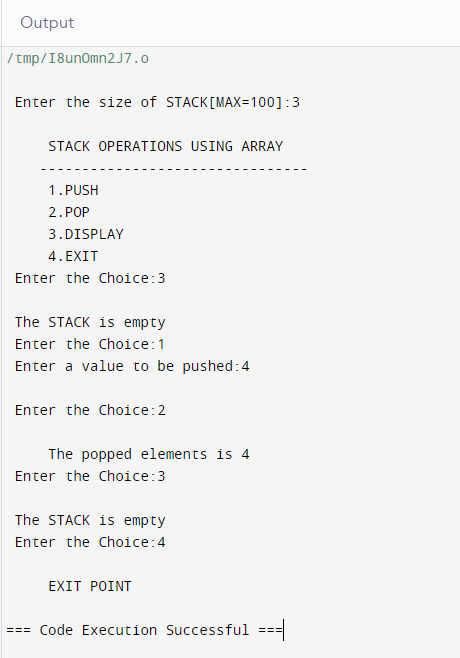 Output
/tmp/I8unOmn2J7.o
Enter the size of STACK[MAX=100]:3
STACK OPERATIONS USING ARRAY
--------------------------------
1.PUSH
2.POP
3.DISPLAY
4.EXIT
Enter the Choice:3
The STACK is empty
Enter the Choice:1
Enter a value to be pushed:4
Enter the Choice:2
The popped elements is 4
Enter the Choice:3
The STACK is empty
Enter the Choice:4
EXIT POINT
=== Code Execution Successful ===